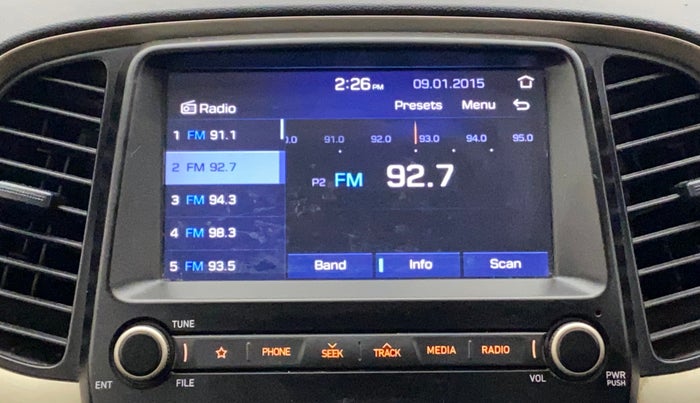 2:26 PM 09.01.2015
Radio Presets Menu
1 FM 91.1
2 FM 92.7
3 FM 94.3
4 FM 98.3
5 FM 93.5
.0 91.0 92.0 93.0 94.0 95.0
P2 FM 92.7
Band Info Scan
TUNE
PHONE SEEK TRACK MEDIA RADIO
ENT FILE VOL PWR
PUSH